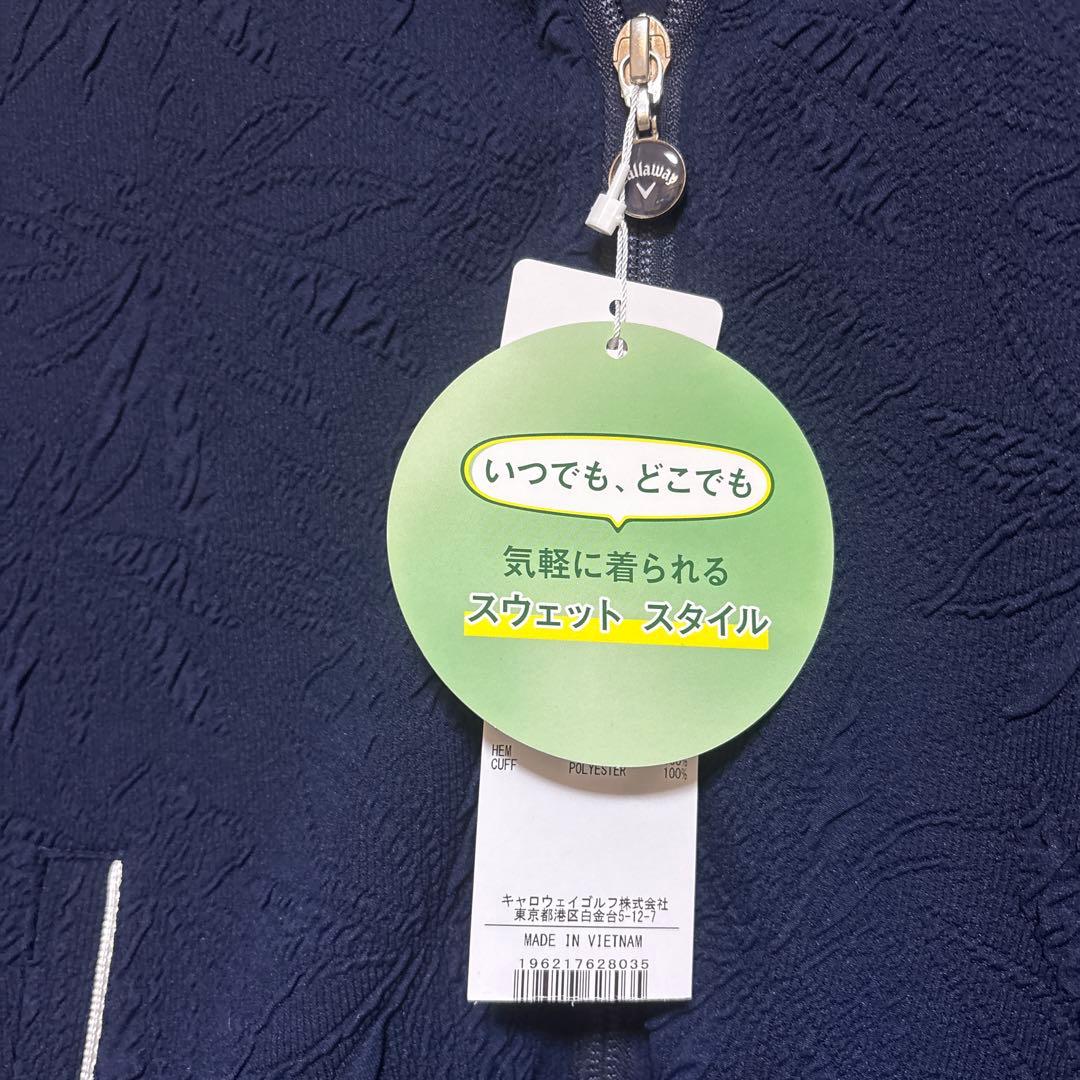 Callaway
いつでも、どこでも
気軽に着られる
スウェット スタイル
HEM
CUFF POLYESTER 100%
キャロウェイゴルフ株式会社
東京都港区白金台5-12-7
MADE IN VIETNAM
196217628035